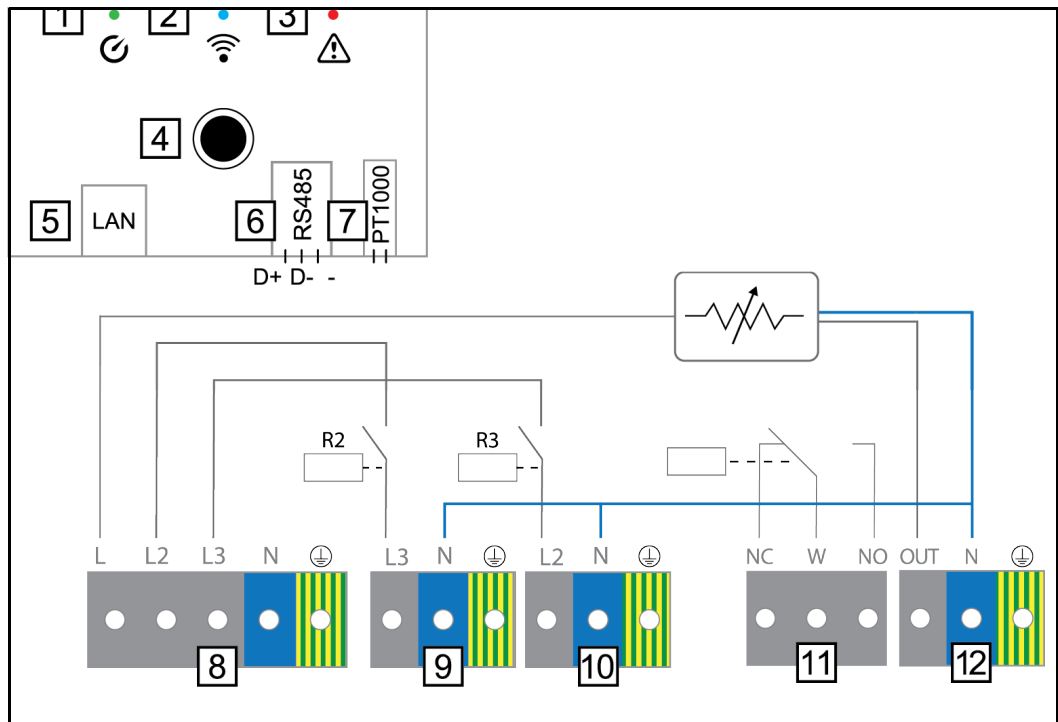 1 2 3
4
5 LAN 6 RS485 7 PT1000
D+ D- -
R2 R3
L L2 L3 N L3 N L2 N NC W NO OUT N
8 9 10 11 12